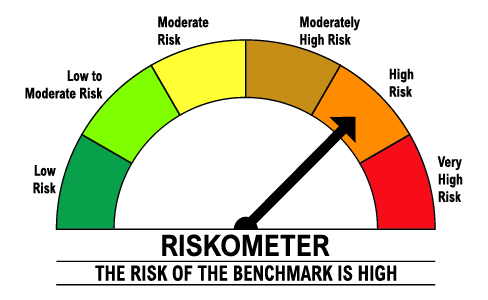 Moderate
Risk
Moderately
High Risk
Low to
Moderate Risk
High
Risk
Low
Risk
Very
High
Risk
RISKOMETER
THE RISK OF THE BENCHMARK IS HIGH